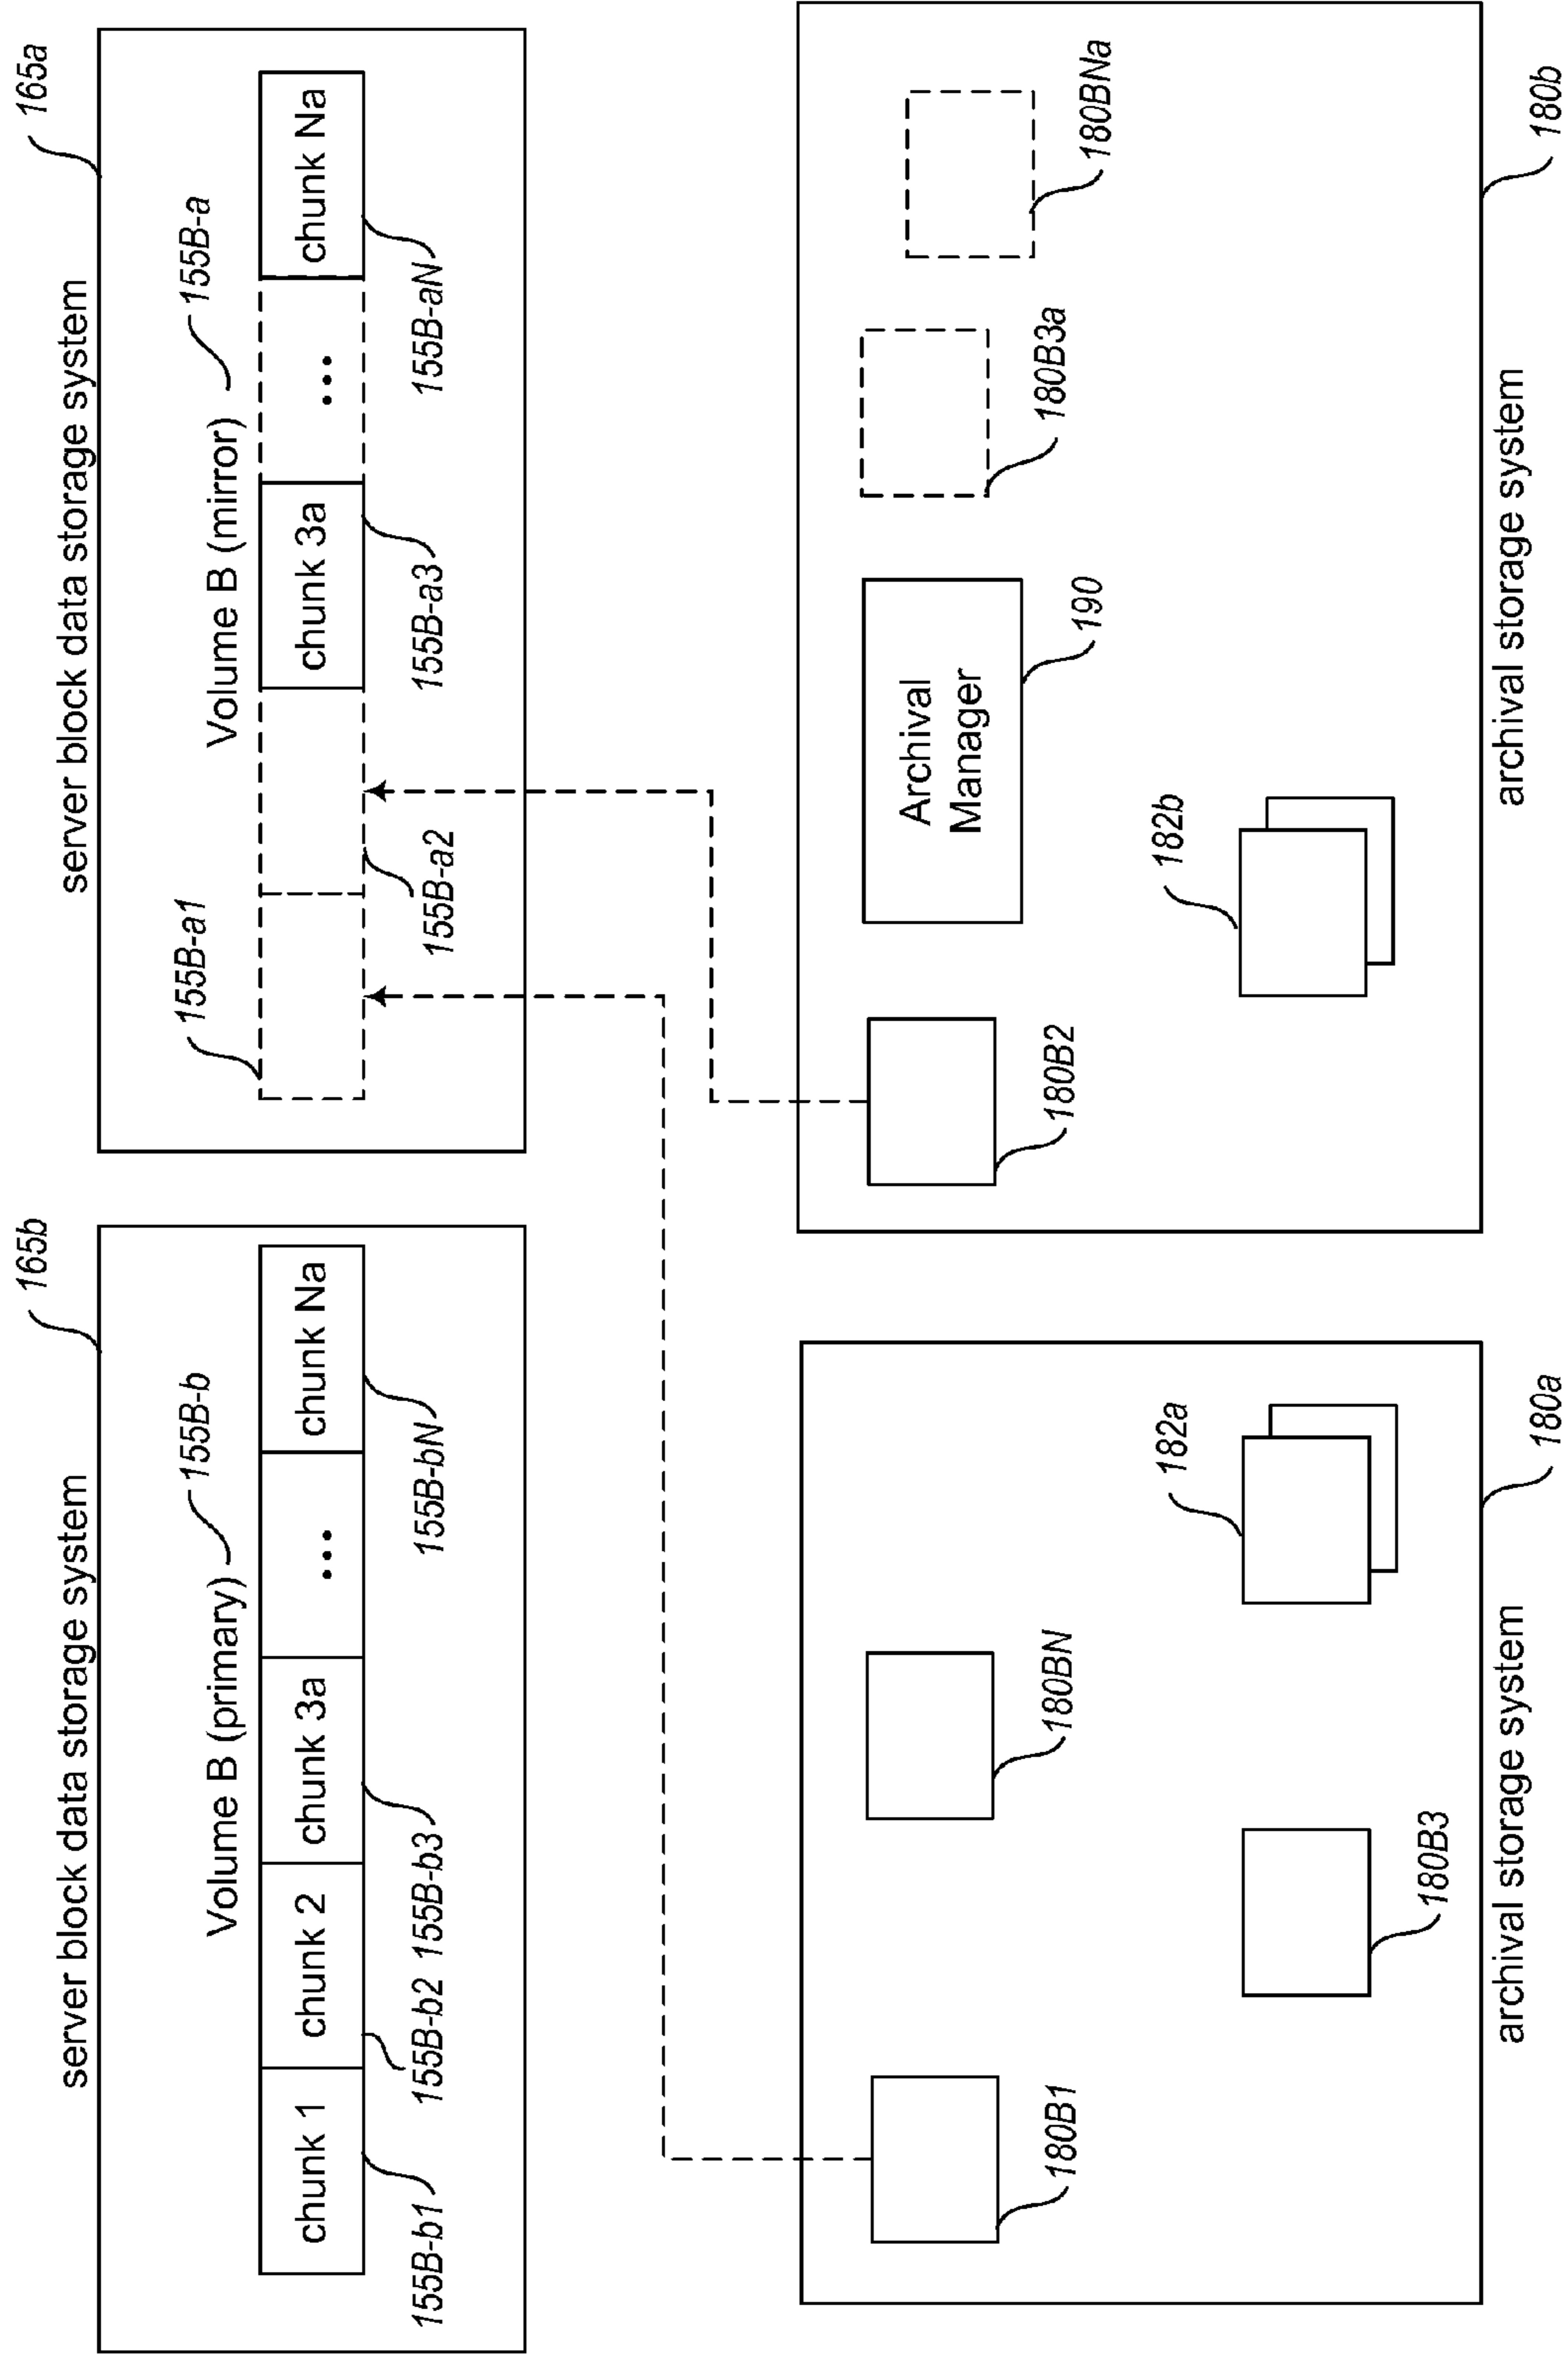 server block data storage system
165b
Volume B (primary)
155B-b
chunk 1
chunk 2
chunk 3a
....
chunk Na
155B-b1
155B-b2
155B-b3
155B-bN
server block data storage system
165a
155B-a1
Volume B (mirror)
155B-a
chunk 3a
....
chunk Na
155B-a2
155B-a3
155B-aN
180B1
180BN
180B3
182a
archival storage system
180a
180B2
Archival
Manager
190
180B3a
180BNa
182b
archival storage system
180b